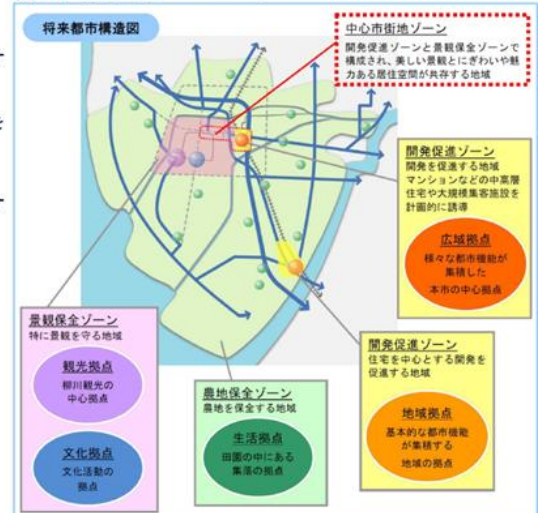 将来都市構造図
中心市街地ゾーン
開発促進ゾーンと景観保全ゾーンで
構成され、美しい景観とにぎわいや魅
力ある居住空間が共存する地域
開発促進ゾーン
開発を促進する地域
マンションなどの中高層
住宅や大規模集客施設を
計画的に誘導
広域拠点
様々な都市機能が
集積した
本市の中心拠点
景観保全ゾーン
特に景観を守る地域
観光拠点
柳川観光の
中心拠点
文化拠点
文化活動の
拠点
農地保全ゾーン
農地を保全する地域
生活拠点
田園の中にある
集落の拠点
開発促進ゾーン
住宅を中心とする開発を
促進する地域
地域拠点
基本的な都市機能
が集積する
地域の拠点